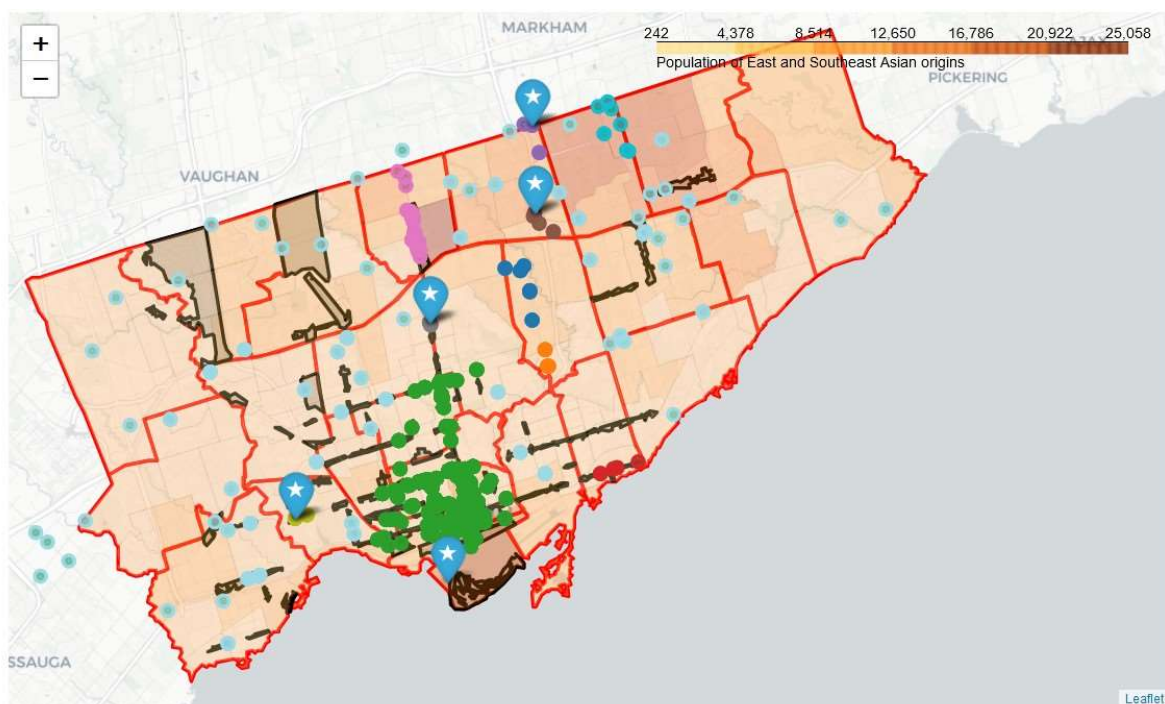 +
−
MARKHAM
242 4,378 8,514 12,650 16,786 20,922 25,058
AJAX
Population of East and Southeast Asian origins
PICKERING
VAUGHAN
SSAUGA
Leaflet